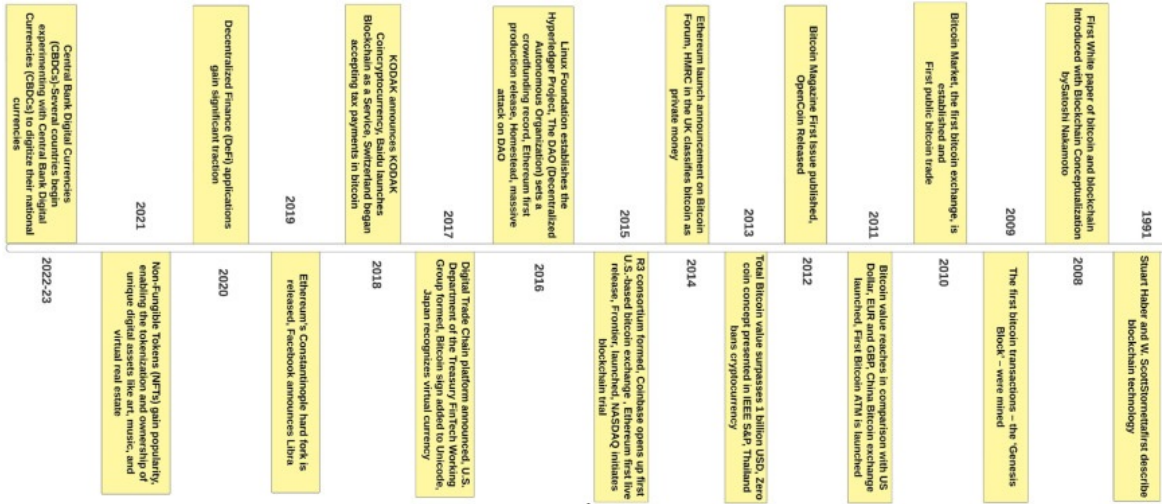 1991
Stuart Haber and W. ScottStornettafirst describe
blockchain technology
First White paper of bitcoin and blockchain
Introduced with Blockchain Conceptualization
bySatoshi Nakamoto
2008
2009
The first bitcoin transactions – the ‘Genesis
Block’ – were mined
Bitcoin Market, the first bitcoin exchange, is
established and
First public bitcoin trade
2010
2011
Bitcoin value reaches in comparison with US
Dollar, EUR and GBP, China Bitcoin exchange
launched, First Bitcoin ATM is launched
Bitcoin Magazine First Issue published,
OpenCoin Released
2012
2013
Total Bitcoin value surpasses 1 billion USD, Zero
coin concept presented in IEEE S&P, Thailand
bans cryptocurrency
Ethereum launch announcement on Bitcoin
Forum, HMRC in the UK classifies bitcoin as
private money
2014
2015
R3 consortium formed, Coinbase opens up first
U.S.-based bitcoin exchange , Ethereum first live
release, Frontier, launched, NASDAQ initiates
blockchain trial
Linux Foundation establishes the
Hyperledger Project, The DAO (Decentralized
Autonomous Organization) sets a
crowdfunding record, Ethereum first
production release, Homestead, massive
attack on DAO
2016
2017
Digital Trade Chain platform announced, U.S.
Department of the Treasury FinTech Working
Group formed, Bitcoin sign added to Unicode,
Japan recognizes virtual currency
KODAK announces KODAK
Coincryptocurrency, Baidu launches
Blockchain as a Service, Switzerland began
accepting tax payments in bitcoin
2018
2019
Ethereum's Constantinople hard fork is
released, Facebook announces Libra
Decentralized Finance (DeFi) applications
gain significant traction
2020
2021
Non-Fungible Tokens (NFTs) gain popularity,
enabling the tokenization and ownership of
unique digital assets like art, music, and
virtual real estate
Central Bank Digital Currencies
(CBDCs)-Several countries begin
experimenting with Central Bank Digital
Currencies (CBDCs) to digitize their national
currencies
2022-23